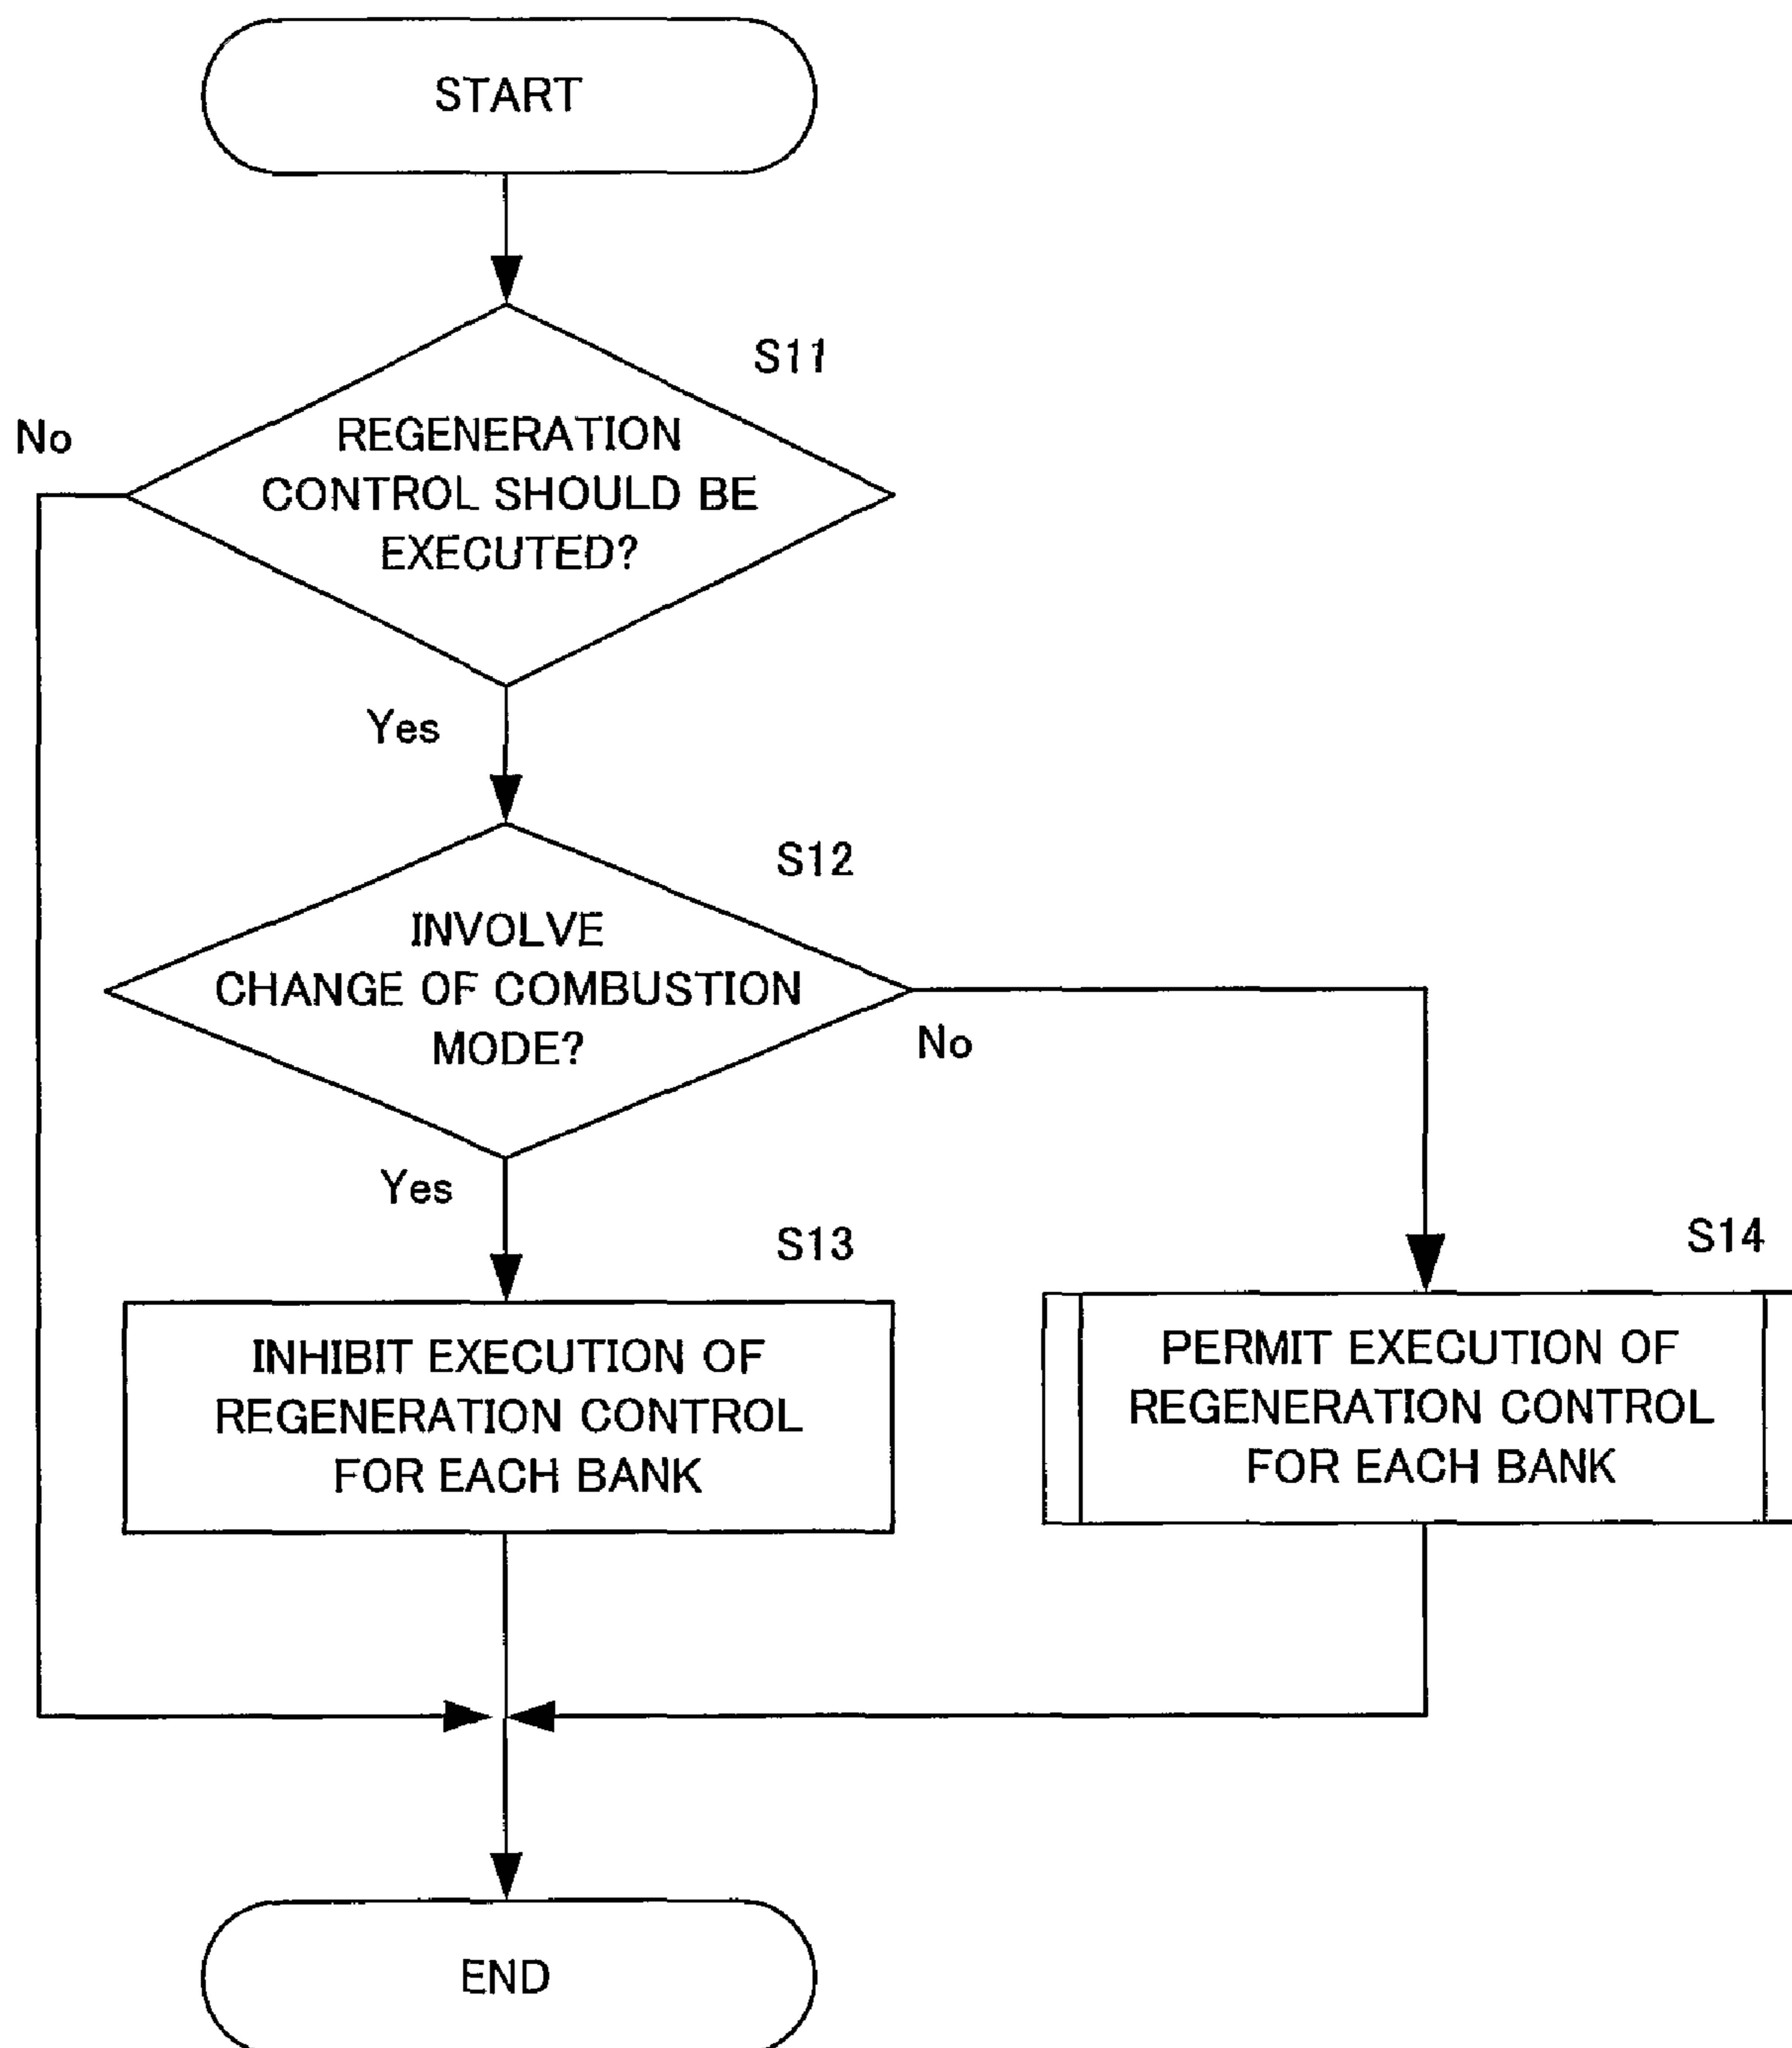 START
S11
No
REGENERATION
CONTROL SHOULD BE
EXECUTED?
Yes
S12
INVOLVE
CHANGE OF COMBUSTION
MODE?
No
Yes
S13
S14
INHIBIT EXECUTION OF
REGENERATION CONTROL
FOR EACH BANK
PERMIT EXECUTION OF
REGENERATION CONTROL
FOR EACH BANK
END